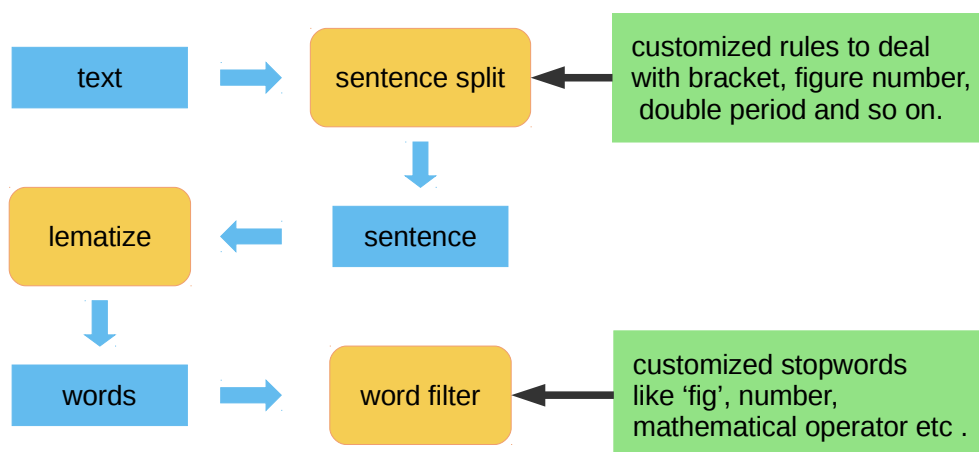 text
sentence split
customized rules to deal
with bracket, figure number,
double period and so on.
lematize
sentence
words
word filter
customized stopwords
like ‘fig’, number,
mathematical operator etc .